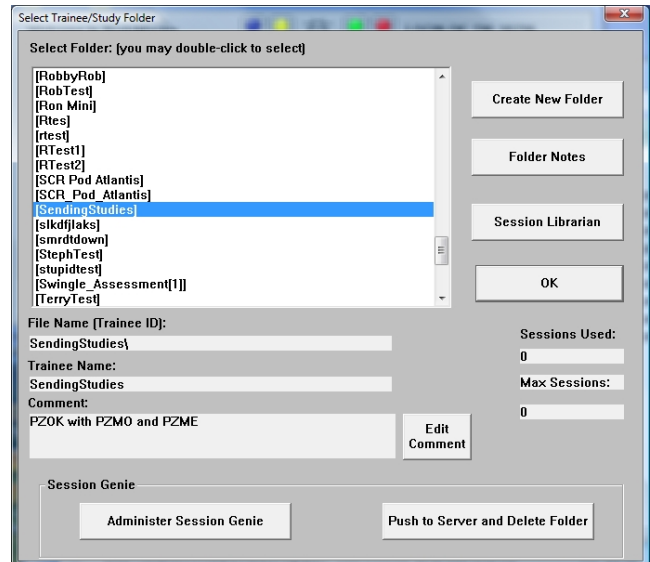 Select Trainee/Study Folder
Select Folder: (you may double-click to select)
[RobbyRob]
[RobTest]
[Ron Mini]
[Rtes]
[rtest]
[RTest1]
[RTest2]
[SCR Pod Atlantis]
[SCR_Pod_Atlantis]
[SendingStudies]
[slkdfjlaks]
[smrdtdown]
[StephTest]
[stupidtest]
[Swingle_Assessment[1]]
[TerryTest]
Create New Folder
Folder Notes
Session Librarian
OK
File Name (Trainee ID):
SendingStudies\
Trainee Name:
SendingStudies
Comment:
PZOK with PZMO and PZME
Edit
Comment
Sessions Used:
0
Max Sessions:
0
Session Genie
Administer Session Genie
Push to Server and Delete Folder